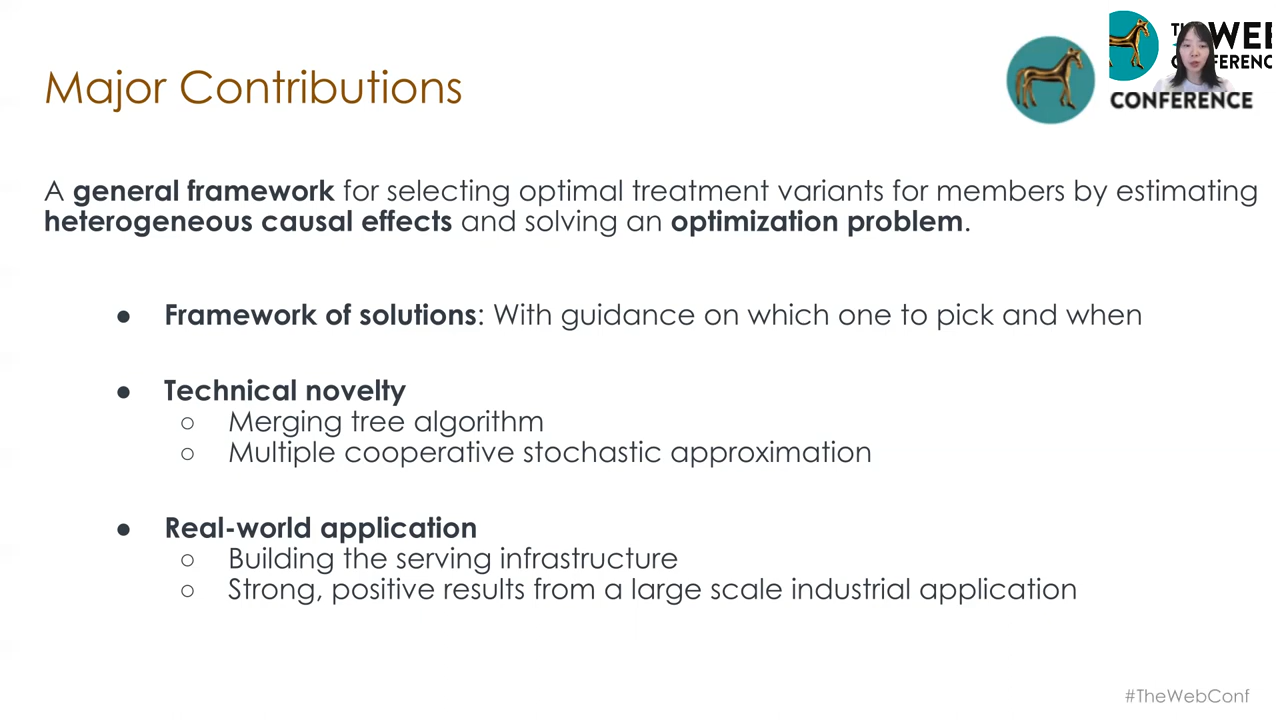 Major Contributions
CONFERENCE
A general framework for selecting optimal treatment variants for members by estimating
heterogeneous causal effects and solving an optimization problem.
● Framework of solutions: With guidance on which one to pick and when
● Technical novelty
○ Merging tree algorithm
○ Multiple cooperative stochastic approximation
● Real-world application
○ Building the serving infrastructure
○ Strong, positive results from a large scale industrial application
#TheWebConf